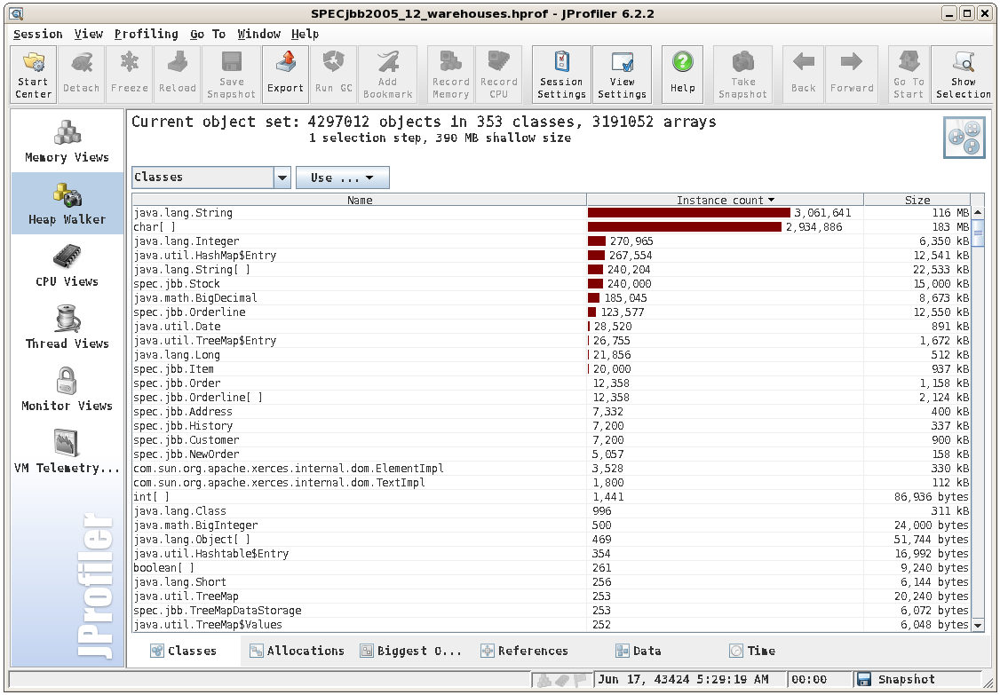 SPECjbb2005_12_warehouses.hprof - JProfiler 6.2.2
Session View Profiling Go To Window Help
Start Center Detach Freeze Reload Save Snapshot Export Run GC Add Bookmark Record Memory Record CPU Session Settings View Settings Help Take Snapshot Back Forward Go To Start Show Selection
Memory Views
Heap Walker
CPU Views
Thread Views
Monitor Views
VM Telemetry...
JProfiler
Current object set: 4297012 objects in 353 classes, 3191052 arrays
1 selection step, 390 MB shallow size
Classes Use ...
Name Instance count Size
java.lang.String 3,061,641 116 MB
char[ ] 2,934,886 183 MB
java.lang.Integer 270,965 6,350 kB
java.util.HashMap$Entry 267,554 12,541 kB
java.lang.String[ ] 240,204 22,533 kB
spec.jbb.Stock 240,000 15,000 kB
java.math.BigDecimal 185,045 8,673 kB
spec.jbb.Orderline 123,577 12,550 kB
java.util.Date 28,520 891 kB
java.util.TreeMap$Entry 26,755 1,672 kB
java.lang.Long 21,856 512 kB
spec.jbb.Item 20,000 937 kB
spec.jbb.Order 12,358 1,158 kB
spec.jbb.Orderline[ ] 12,358 2,124 kB
spec.jbb.Address 7,332 400 kB
spec.jbb.History 7,200 337 kB
spec.jbb.Customer 7,200 900 kB
spec.jbb.NewOrder 5,057 158 kB
com.sun.org.apache.xerces.internal.dom.ElementImpl 3,528 330 kB
com.sun.org.apache.xerces.internal.dom.TextImpl 1,800 112 kB
int[ ] 1,441 86,936 bytes
java.lang.Class 996 311 kB
java.math.BigInteger 500 24,000 bytes
java.lang.Object[ ] 469 51,744 bytes
java.util.Hashtable$Entry 354 16,992 bytes
boolean[ ] 261 9,240 bytes
java.lang.Short 256 6,144 bytes
java.util.TreeMap 253 20,240 bytes
spec.jbb.TreeMapDataStorage 253 6,072 bytes
java.util.TreeMap$Values 252 6,048 bytes
Classes Allocations Biggest O... References Data Time
Jun 17, 43424 5:29:19 AM 00:00 Snapshot